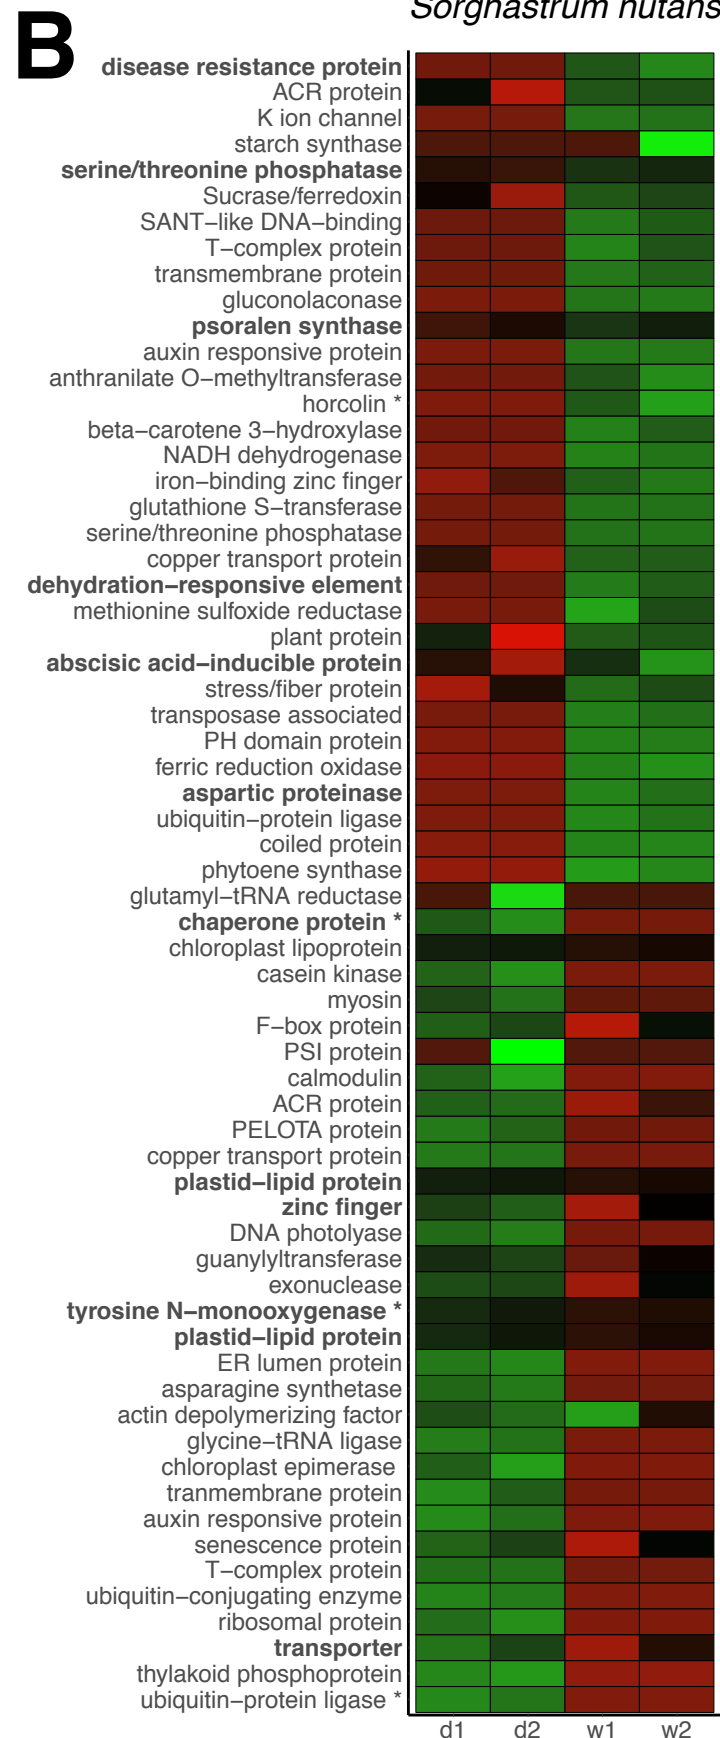 Sorghastrum nutans
B
disease resistance protein
ACR protein
K ion channel
starch synthase
serine/threonine phosphatase
Sucrase/ferredoxin
SANT−like DNA−binding
T−complex protein
transmembrane protein
gluconolaconase
psoralen synthase
auxin responsive protein
anthranilate O−methyltransferase
horcolin *
beta−carotene 3−hydroxylase
NADH dehydrogenase
iron−binding zinc finger
glutathione S−transferase
serine/threonine phosphatase
copper transport protein
dehydration−responsive element
methionine sulfoxide reductase
plant protein
abscisic acid−inducible protein
stress/fiber protein
transposase associated
PH domain protein
ferric reduction oxidase
aspartic proteinase
ubiquitin−protein ligase
coiled protein
phytoene synthase
glutamyl−tRNA reductase
chaperone protein *
chloroplast lipoprotein
casein kinase
myosin
F−box protein
PSI protein
calmodulin
ACR protein
PELOTA protein
copper transport protein
plastid−lipid protein
zinc finger
DNA photolyase
guanylyltransferase
exonuclease
tyrosine N−monooxygenase *
plastid−lipid protein
ER lumen protein
asparagine synthetase
actin depolymerizing factor
glycine−tRNA ligase
chloroplast epimerase
tranmembrane protein
auxin responsive protein
senescence protein
T−complex protein
ubiquitin−conjugating enzyme
ribosomal protein
transporter
thylakoid phosphoprotein
ubiquitin−protein ligase *
d1 d2 w1 w2